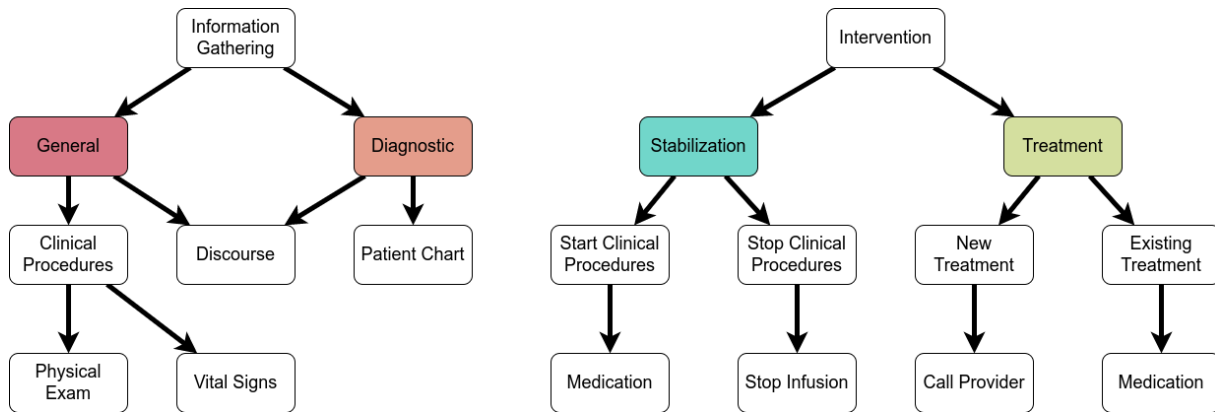 Information
Gathering
Intervention
General
Diagnostic
Stabilization
Treatment
Clinical
Procedures
Discourse
Patient Chart
Start Clinical
Procedures
Stop Clinical
Procedures
New
Treatment
Existing
Treatment
Physical
Exam
Vital Signs
Medication
Stop Infusion
Call Provider
Medication